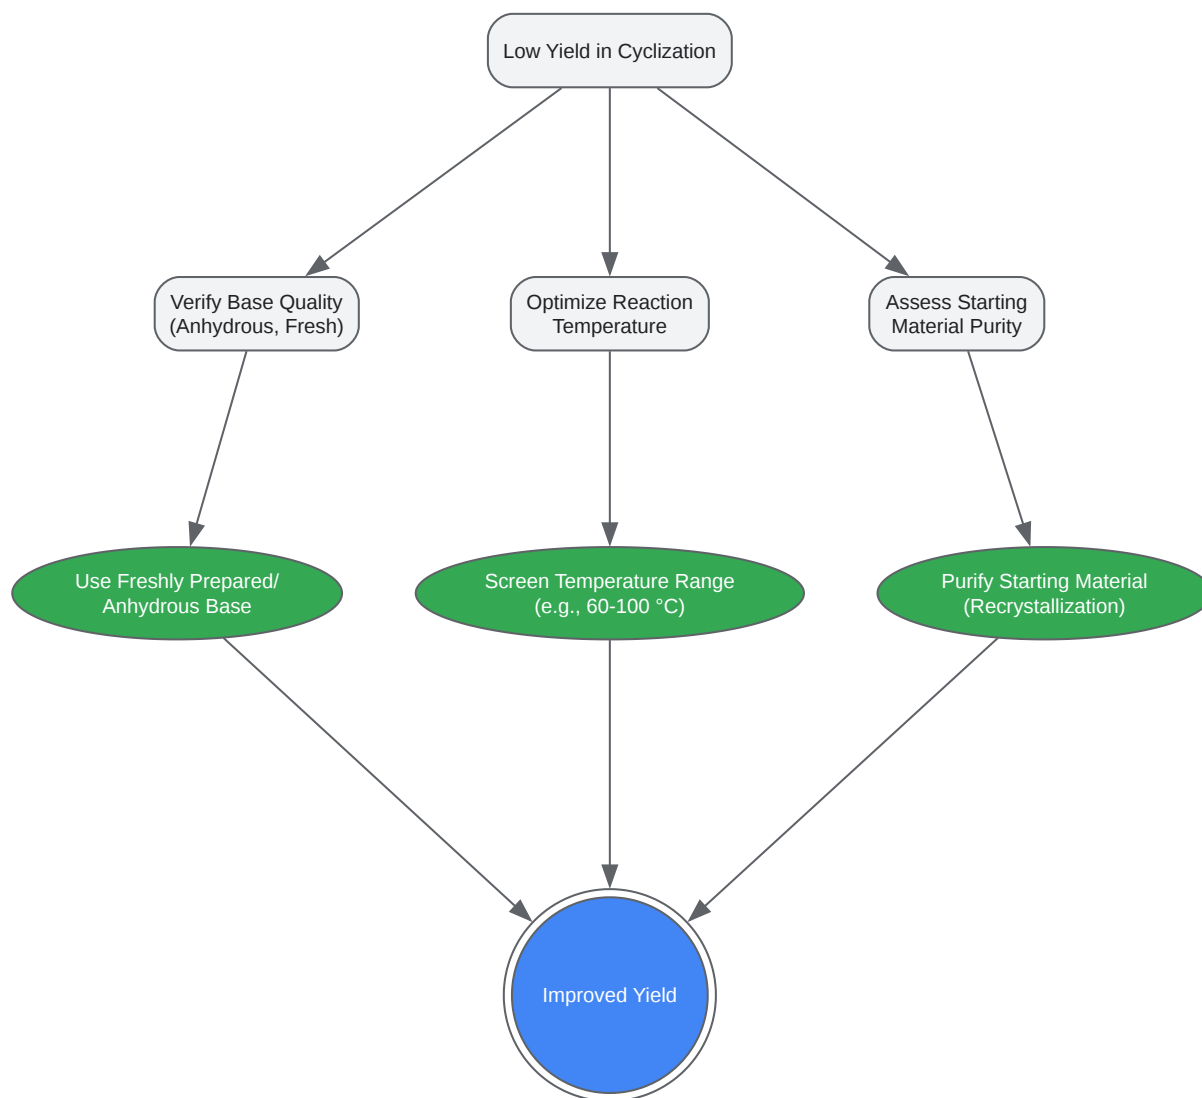 Low Yield in Cyclization
Verify Base Quality
(Anhydrous, Fresh)
Optimize Reaction
Temperature
Assess Starting
Material Purity
Use Freshly Prepared/
Anhydrous Base
Screen Temperature Range
(e.g., 60-100 °C)
Purify Starting Material
(Recrystallization)
Improved Yield